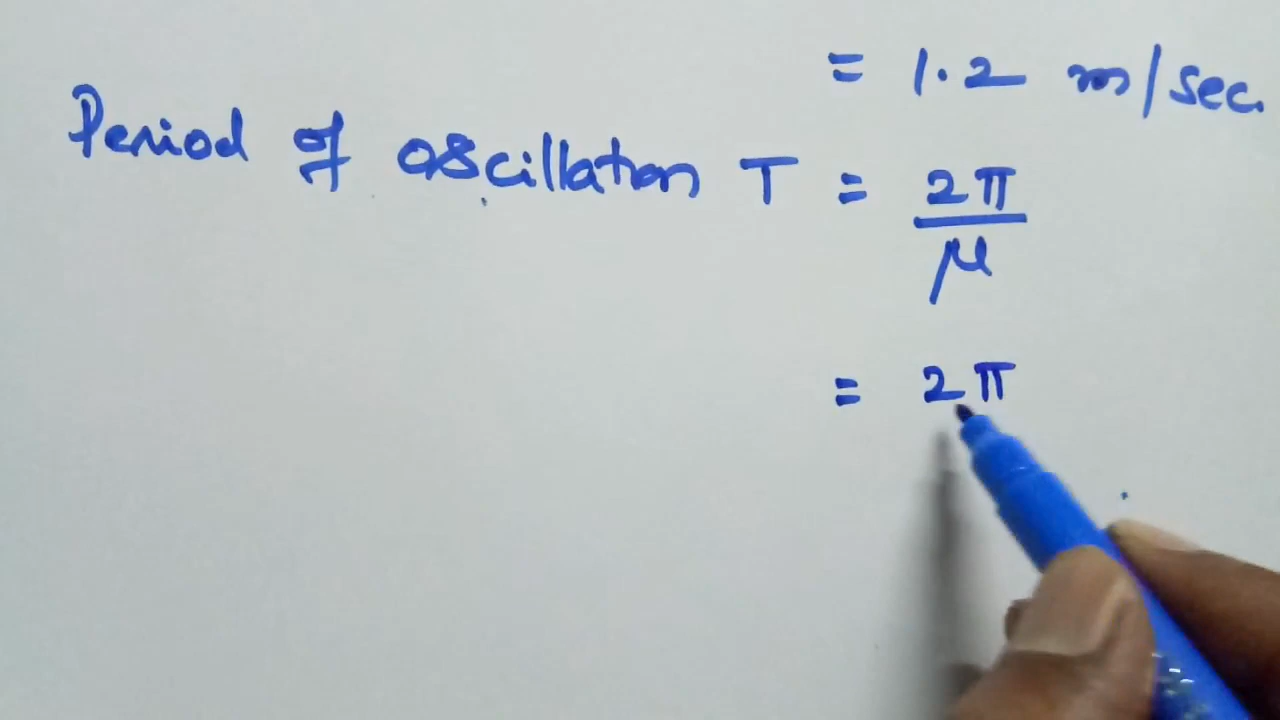 = 1.2 m/sec.
Period of oscillation T = 2π/μ
= 2π